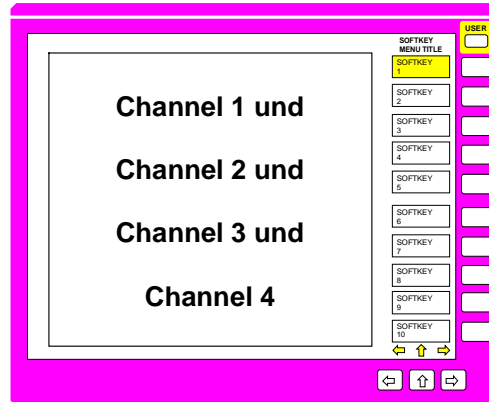 USER
SOFTKEY
MENU TITLE
SOFTKEY
1
SOFTKEY
2
SOFTKEY
3
SOFTKEY
4
SOFTKEY
5
SOFTKEY
6
SOFTKEY
7
SOFTKEY
8
SOFTKEY
9
SOFTKEY
10
Channel 1 und
Channel 2 und
Channel 3 und
Channel 4